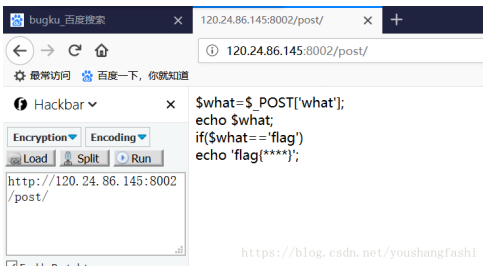 bugku_百度搜索 × 120.24.86.145:8002/post/ × +
120.24.86.145:8002/post/
最常访问 百度一下，你就知道
Hackbar ×
Encryption Encoding
Load Split Run
http://120.24.86.145:8002
/post/
$what=$_POST['what'];
echo $what;
if($what=='flag')
echo 'flag{****}';
https://blog.csdn.net/youshangfashi